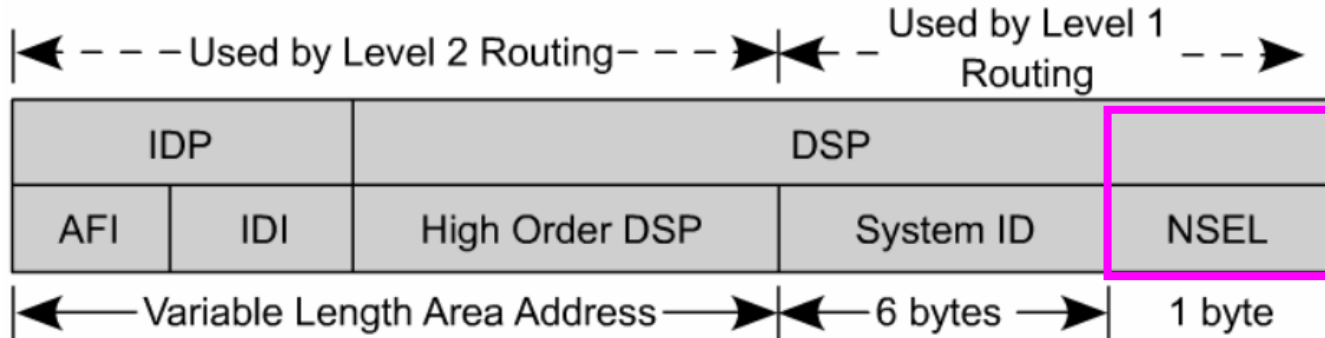 Used by Level 2 Routing
Used by Level 1
Routing
IDP
DSP
AFI
IDI
High Order DSP
System ID
NSEL
Variable Length Area Address
6 bytes
1 byte